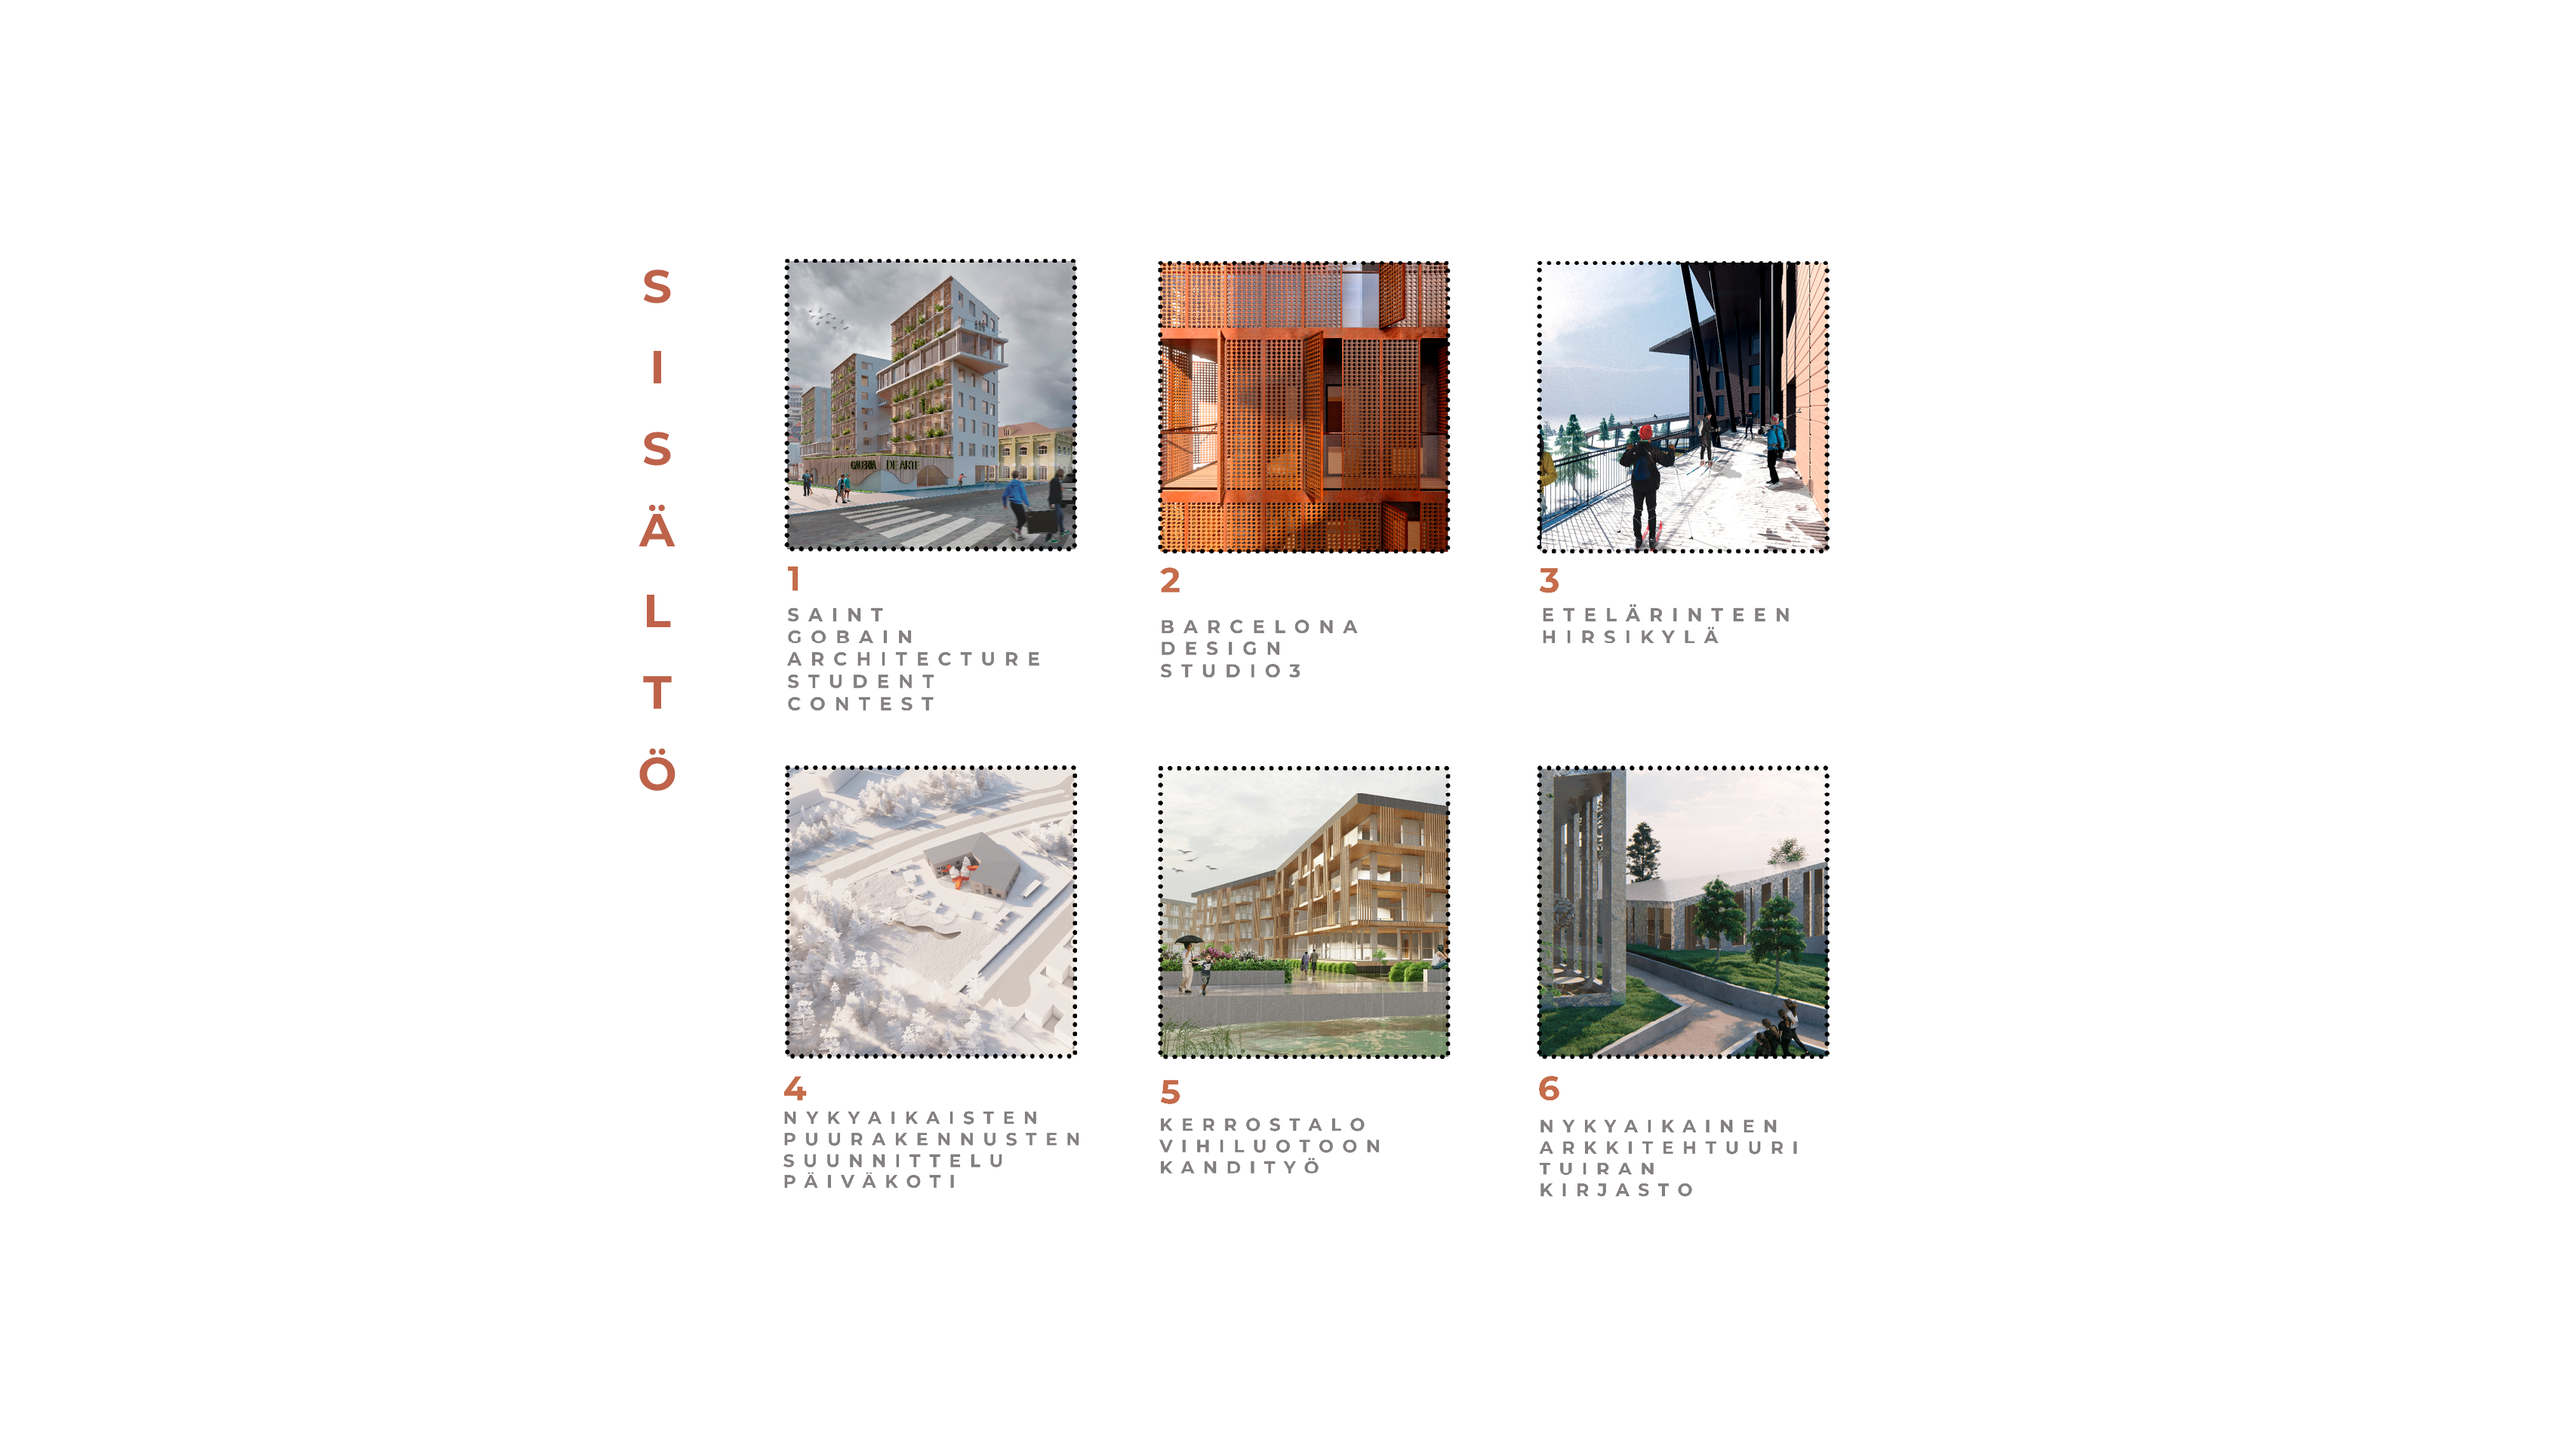 SISÄLTÖ
GALERIA DE ARTE
1
SAINT
GOBAIN
ARCHITECTURE
STUDENT
CONTEST
2
BARCELONA
DESIGN
STUDIO3
3
ETELÄRINTEEN
HIRSIKYLÄ
4
NYKYAIKAISTEN
PUURAKENNUSTEN
SUUNNITTELU
PÄIVÄKOTI
5
KERROSTALO
VIHILUOTOON
KANDITYÖ
6
NYKYAIKAINEN
ARKKITEHTUURI
TUIRAN
KIRJASTO